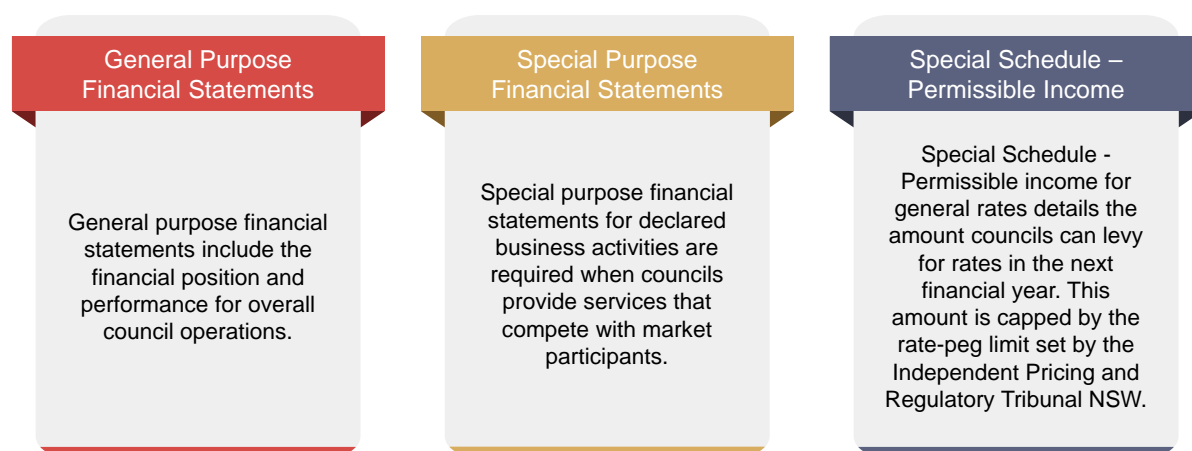 General Purpose
Financial Statements
General purpose financial
statements include the
financial position and
performance for overall
council operations.
Special Purpose
Financial Statements
Special purpose financial
statements for declared
business activities are
required when councils
provide services that
compete with market
participants.
Special Schedule –
Permissible Income
Special Schedule -
Permissible income for
general rates details the
amount councils can levy
for rates in the next
financial year. This
amount is capped by the
rate-peg limit set by the
Independent Pricing and
Regulatory Tribunal NSW.